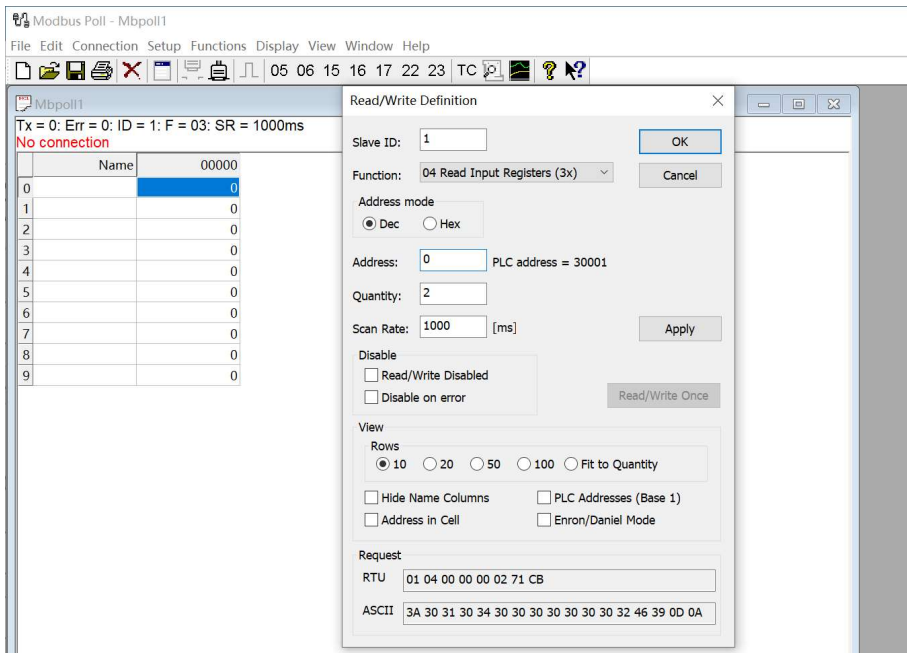 Modbus Poll - Mbpoll1
File Edit Connection Setup Functions Display View Window Help
05 06 15 16 17 22 23 TC
Mbpoll1
Tx = 0: Err = 0: ID = 1: F = 03: SR = 1000ms
No connection
Name 00000
0 0
1 0
2 0
3 0
4 0
5 0
6 0
7 0
8 0
9 0
Read/Write Definition
Slave ID: 1 OK
Function: 04 Read Input Registers (3x) Cancel
Address mode
Dec Hex
Address: 0 PLC address = 30001
Quantity: 2
Scan Rate: 1000 [ms] Apply
Disable
Read/Write Disabled
Disable on error Read/Write Once
View
Rows
10 20 50 100 Fit to Quantity
Hide Name Columns PLC Addresses (Base 1)
Address in Cell Enron/Daniel Mode
Request
RTU 01 04 00 00 00 02 71 CB
ASCII 3A 30 31 30 34 30 30 30 30 30 30 30 32 46 39 0D 0A